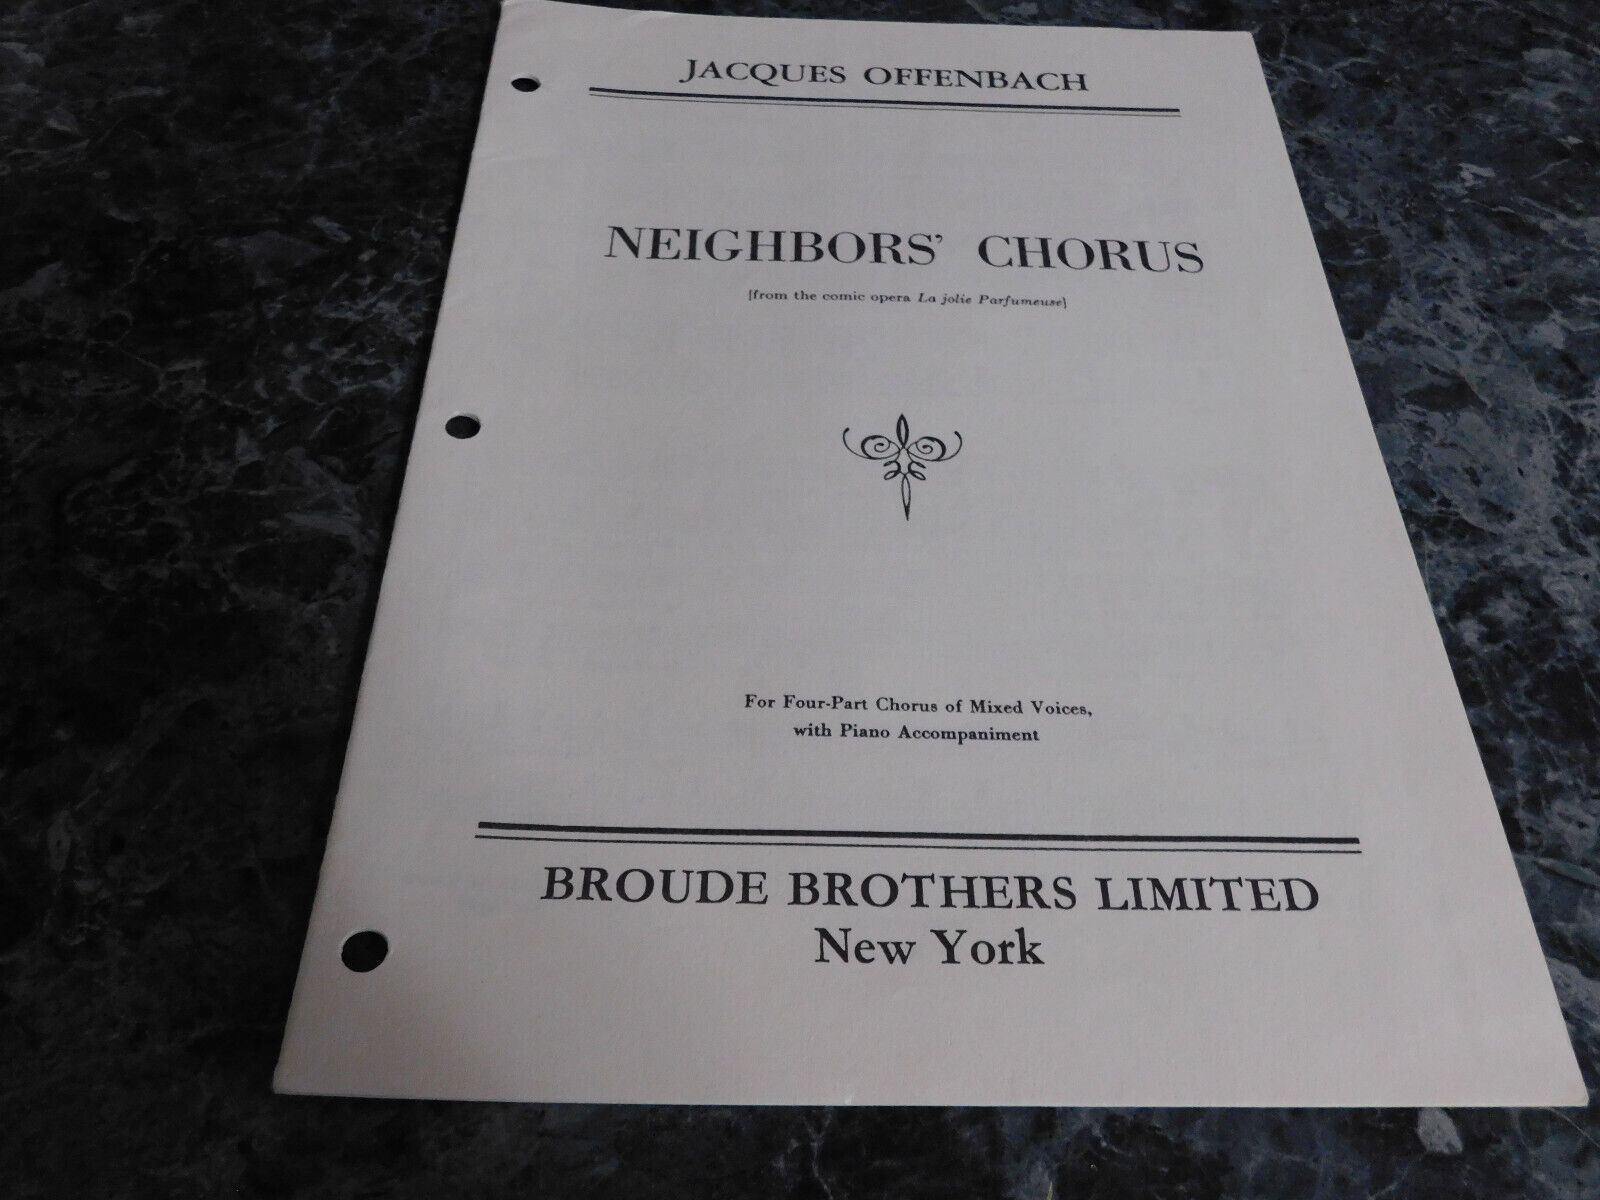 JACQUES OFFENBACH
NEIGHBORS' CHORUS
[from the comic opera La jolie Parfumeuse]
For Four-Part Chorus of Mixed Voices,
with Piano Accompaniment
BROUDE BROTHERS LIMITED
New York